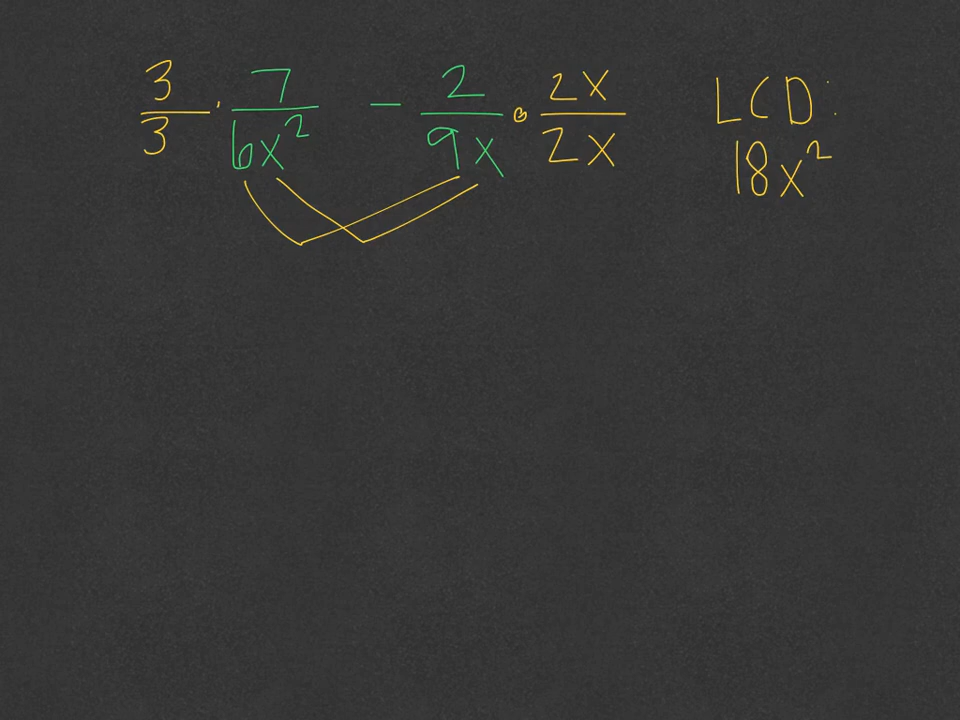 3/3 · 7/6x² − 2/9x · 2x/2x
LCD:
18x²